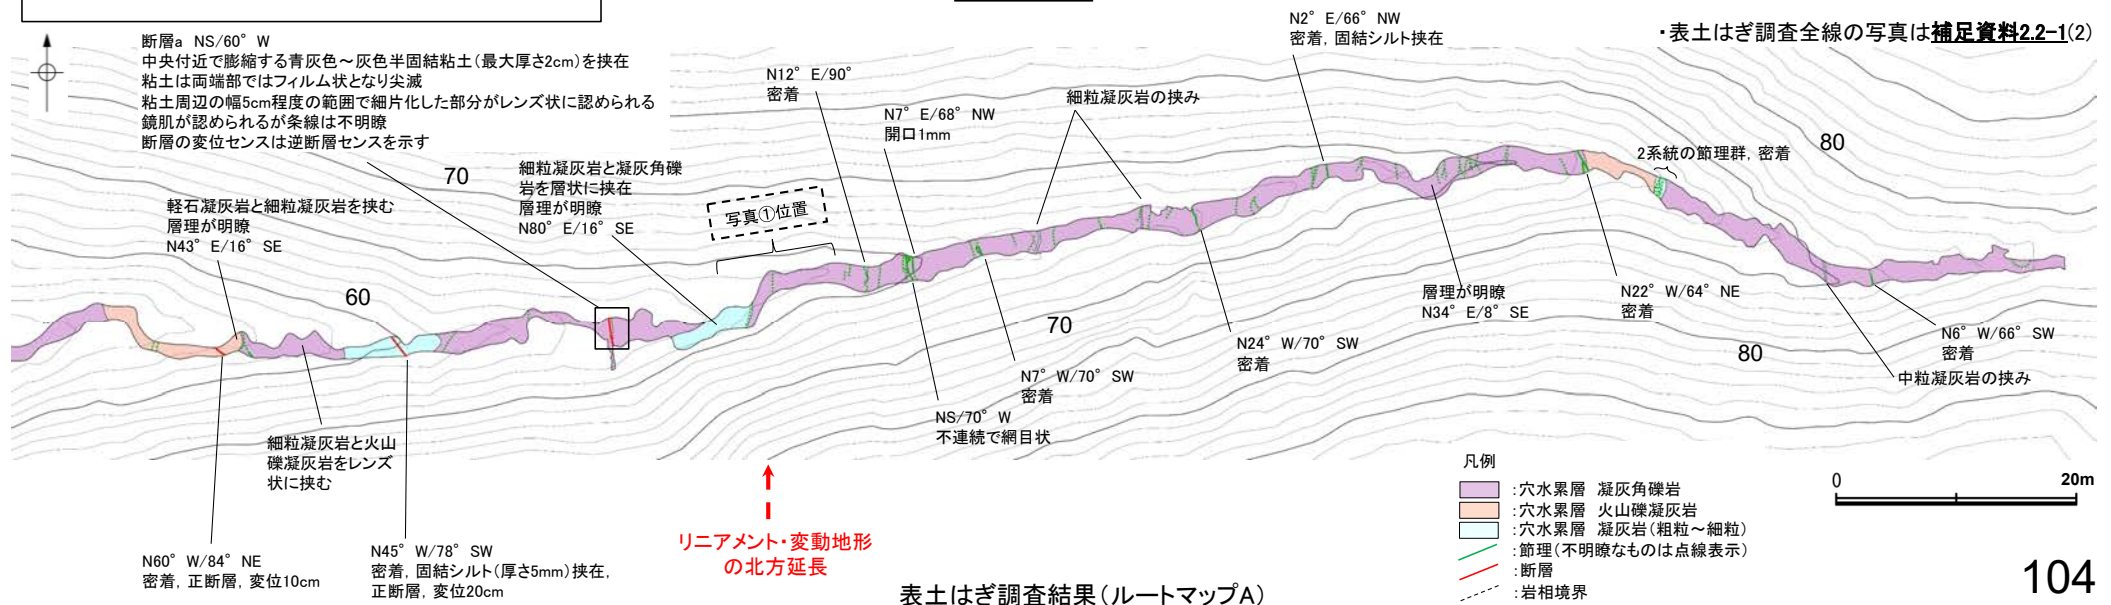 ・表土はぎ調査全線の写真は補足資料2.2-1(2)
断層a NS/60°W
中央付近で膨縮する青灰色～灰色半固結粘土(最大厚さ2cm)を挟在
粘土は両端部ではフィルム状となり尖滅
粘土周辺の幅5cm程度の範囲で細片化した部分がレンズ状に認められる
鏡肌が認められるが条線は不明瞭
断層の変位センスは逆断層センスを示す
N12°E/90°
密着
N7°E/68°NW
開口1mm
細粒凝灰岩の挟み
N2°E/66°NW
密着, 固結シルト挟在
2系統の節理群, 密着
80
70
細粒凝灰岩と凝灰角礫
岩を層状に挟在
層理が明瞭
N80°E/16°SE
写真①位置
軽石凝灰岩と細粒凝灰岩を挟む
層理が明瞭
N43°E/16°SE
60
70
層理が明瞭
N34°E/8°SE
N22°W/64°NE
密着
N24°W/70°SW
密着
N7°W/70°SW
密着
NS/70°W
不連続で網目状
80
N6°W/66°SW
密着
中粒凝灰岩の挟み
細粒凝灰岩と火山
礫凝灰岩をレンズ
状に挟む
N60°W/84°NE
密着, 正断層, 変位10cm
N45°W/78°SW
密着, 固結シルト(厚さ5mm)挟在,
正断層, 変位20cm
リニアメント・変動地形
の北方延長
凡例
:穴水累層 凝灰角礫岩
:穴水累層 火山礫凝灰岩
:穴水累層 凝灰岩(粗粒～細粒)
:節理(不明瞭なものは点線表示)
:断層
:岩相境界
0 20m
表土はぎ調査結果(ルートマップA)
104